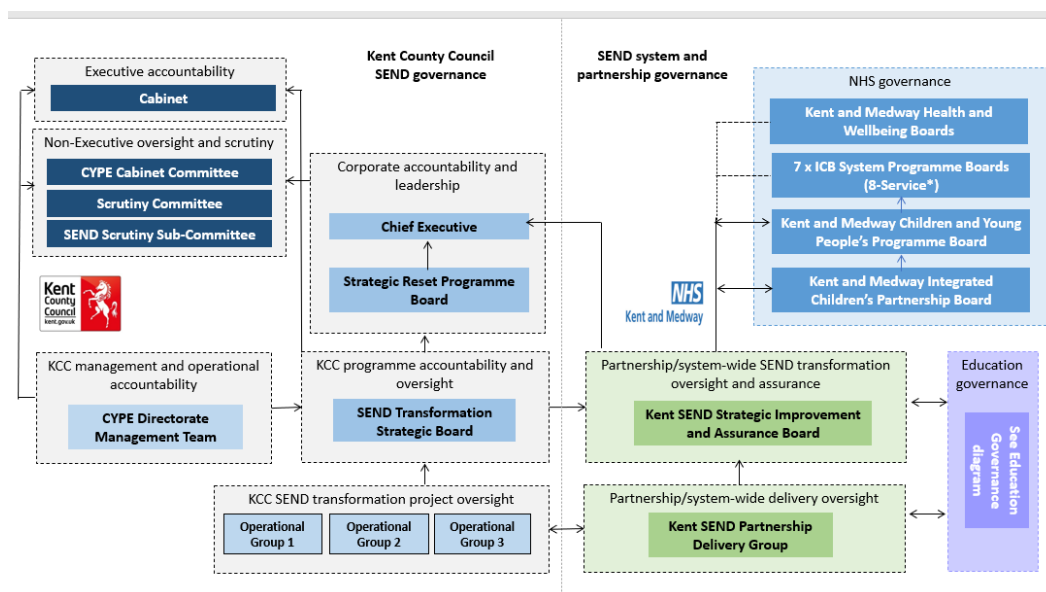 Kent County Council
SEND governance
SEND system and
partnership governance
Executive accountability
Cabinet
Non-Executive oversight and scrutiny
CYPE Cabinet Committee
Scrutiny Committee
SEND Scrutiny Sub-Committee
Corporate accountability and
leadership
Chief Executive
Strategic Reset Programme
Board
NHS governance
Kent and Medway Health and
Wellbeing Boards
7 x ICB System Programme Boards
(8-Service*)
Kent and Medway Children and Young
People's Programme Board
Kent and Medway Integrated
Children's Partnership Board
Kent
County
Council
kent.gov.uk
NHS
Kent and Medway
KCC management and operational
accountability
CYPE Directorate
Management Team
KCC programme accountability and
oversight
SEND Transformation
Strategic Board
Partnership/system-wide SEND transformation
oversight and assurance
Kent SEND Strategic Improvement
and Assurance Board
Education
governance
See Education
Governance
diagram
KCC SEND transformation project oversight
Operational
Group 1
Operational
Group 2
Operational
Group 3
Partnership/system-wide delivery oversight
Kent SEND Partnership
Delivery Group